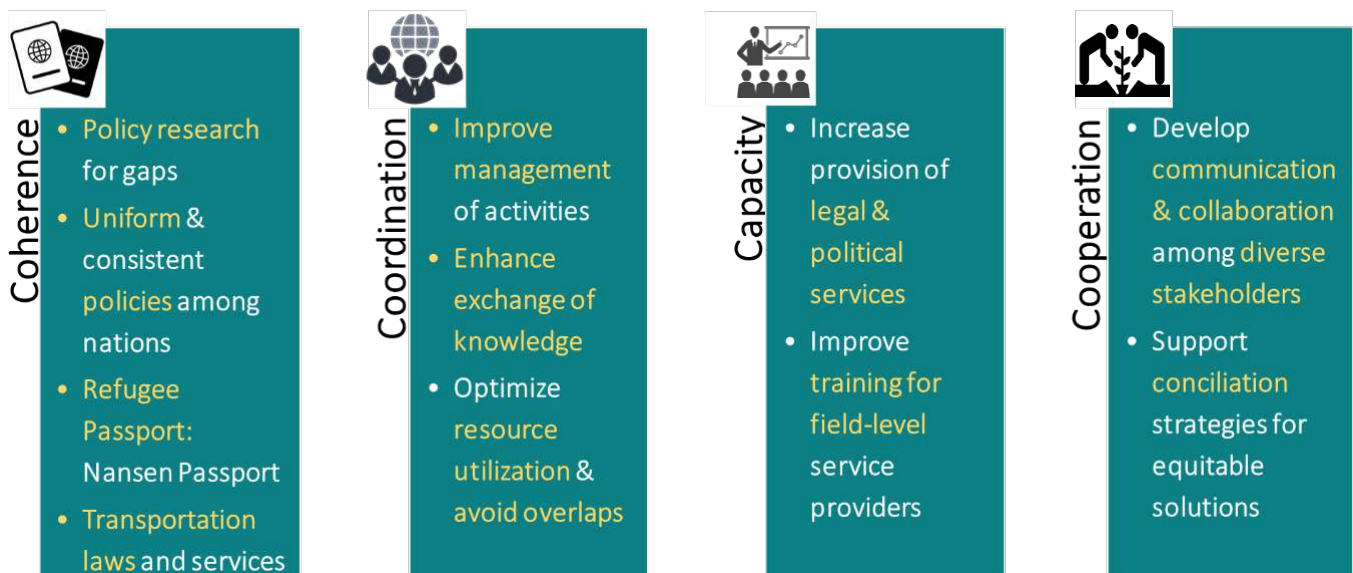 Coherence
• Policy research
for gaps
• Uniform &
consistent
policies among
nations
• Refugee
Passport:
Nansen Passport
• Transportation
laws and services
Coordination
• Improve
management
of activities
• Enhance
exchange of
knowledge
• Optimize
resource
utilization &
avoid overlaps
Capacity
• Increase
provision of
legal &
political
services
• Improve
training for
field-level
service
providers
Cooperation
• Develop
communication
& collaboration
among diverse
stakeholders
• Support
conciliation
strategies for
equitable
solutions